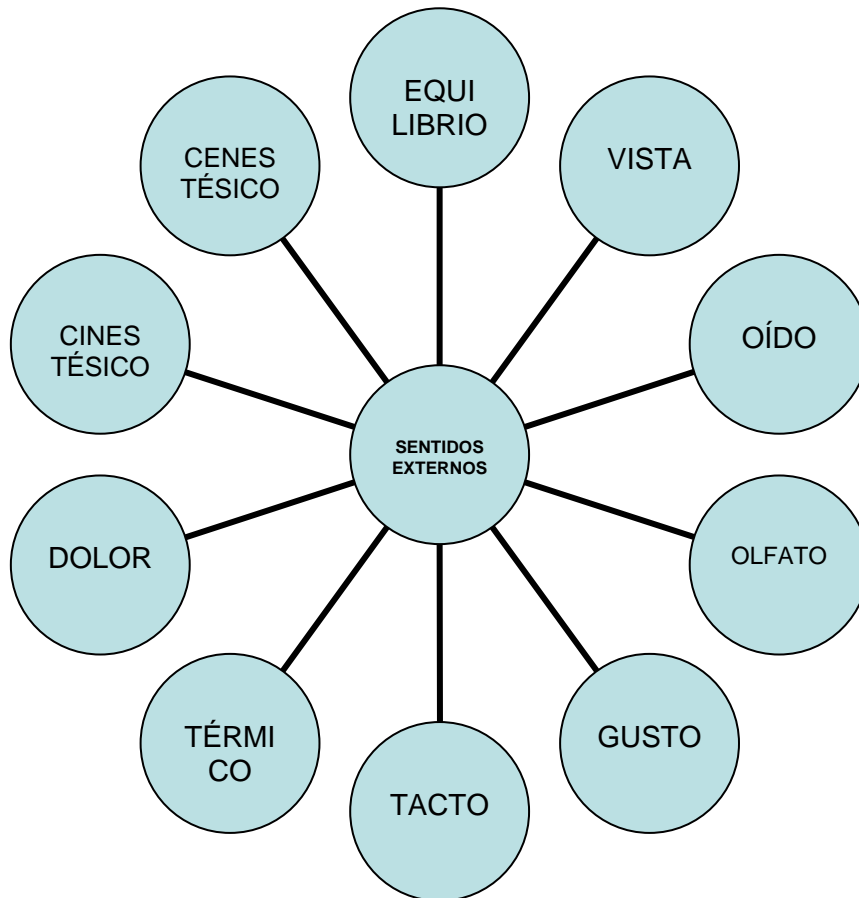 EQUI
LIBRIO
VISTA
OÍDO
OLFATO
GUSTO
TACTO
TÉRMI
CO
DOLOR
CINES
TÉSICO
CENES
TÉSICO
SENTIDOS
EXTERNOS